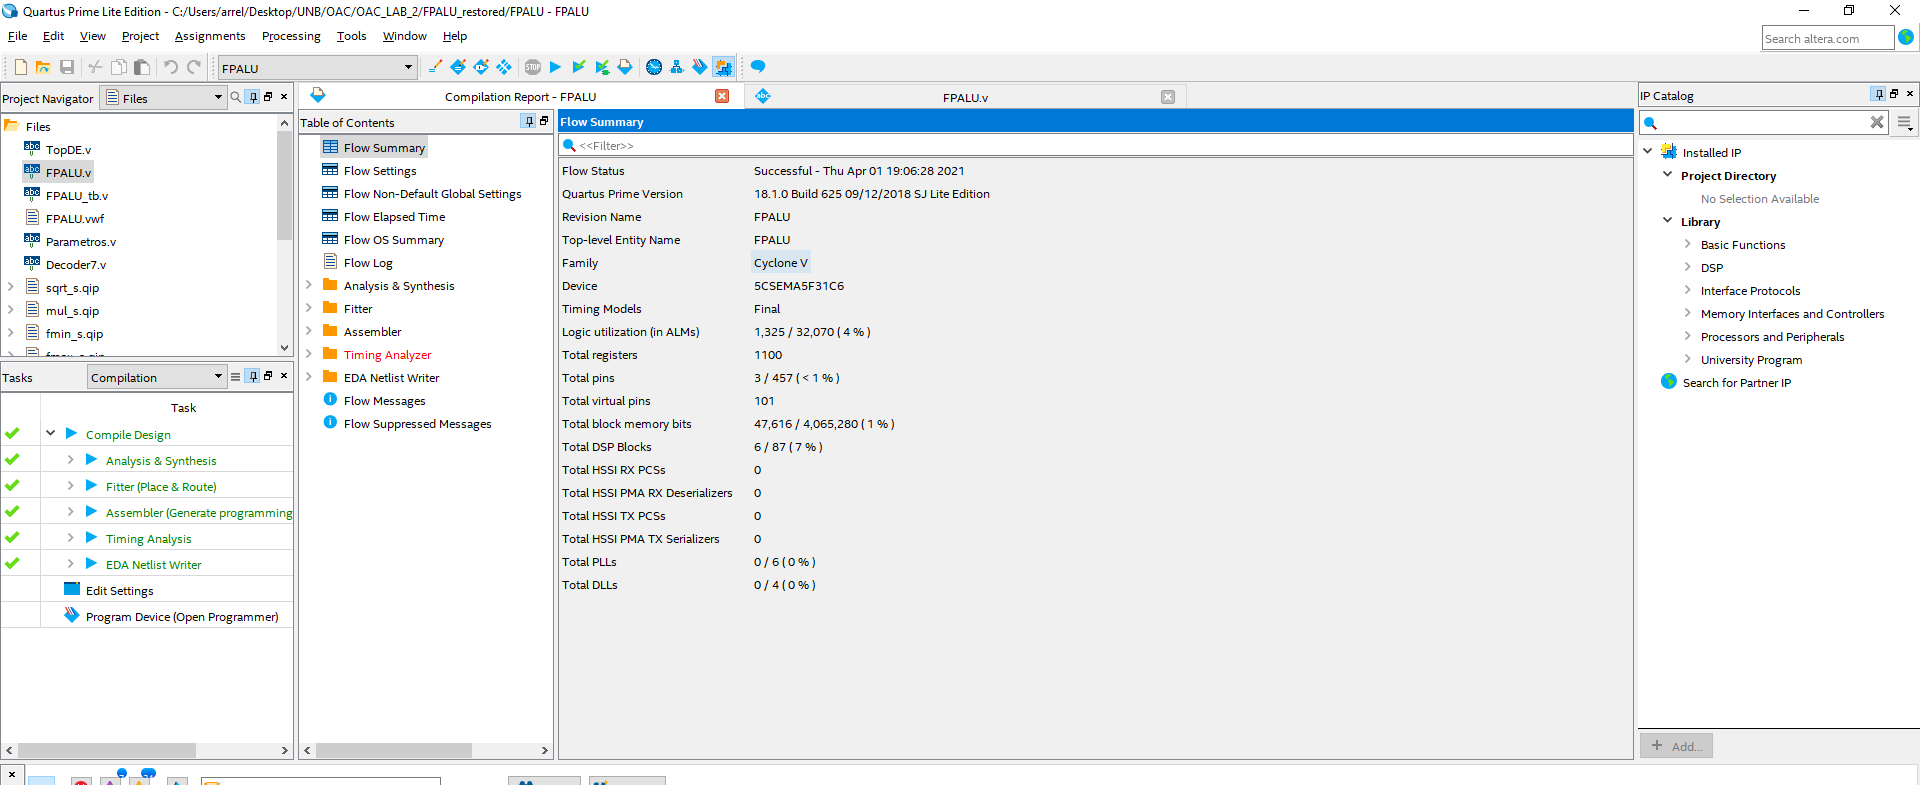 Quartus Prime Lite Edition - C:/Users/arrel/Desktop/UNB/OAC/OAC_LAB_2/FPALU_restored/FPALU - FPALU
File Edit View Project Assignments Processing Tools Window Help
Search altera.com
FPALU
STOP
Project Navigator Files
Files
TopDE.v
FPALU.v
FPALU_tb.v
FPALU.vwf
Parametros.v
Decoder7.v
sqrt_s.qip
mul_s.qip
fmin_s.qip
Tasks Compilation
Task
Compile Design
Analysis & Synthesis
Fitter (Place & Route)
Assembler (Generate programming
Timing Analysis
EDA Netlist Writer
Edit Settings
Program Device (Open Programmer)
Compilation Report - FPALU
FPALU.v
Table of Contents
Flow Summary
Flow Settings
Flow Non-Default Global Settings
Flow Elapsed Time
Flow OS Summary
Flow Log
Analysis & Synthesis
Fitter
Assembler
Timing Analyzer
EDA Netlist Writer
Flow Messages
Flow Suppressed Messages
Flow Summary
<<Filter>>
Flow Status Successful - Thu Apr 01 19:06:28 2021
Quartus Prime Version 18.1.0 Build 625 09/12/2018 SJ Lite Edition
Revision Name FPALU
Top-level Entity Name FPALU
Family Cyclone V
Device 5CSEMA5F31C6
Timing Models Final
Logic utilization (in ALMs) 1,325 / 32,070 ( 4 % )
Total registers 1100
Total pins 3 / 457 ( < 1 % )
Total virtual pins 101
Total block memory bits 47,616 / 4,065,280 ( 1 % )
Total DSP Blocks 6 / 87 ( 7 % )
Total HSSI RX PCSs 0
Total HSSI PMA RX Deserializers 0
Total HSSI TX PCSs 0
Total HSSI PMA TX Serializers 0
Total PLLs 0 / 6 ( 0 % )
Total DLLs 0 / 4 ( 0 % )
IP Catalog
Installed IP
Project Directory
No Selection Available
Library
Basic Functions
DSP
Interface Protocols
Memory Interfaces and Controllers
Processors and Peripherals
University Program
Search for Partner IP
+ Add...